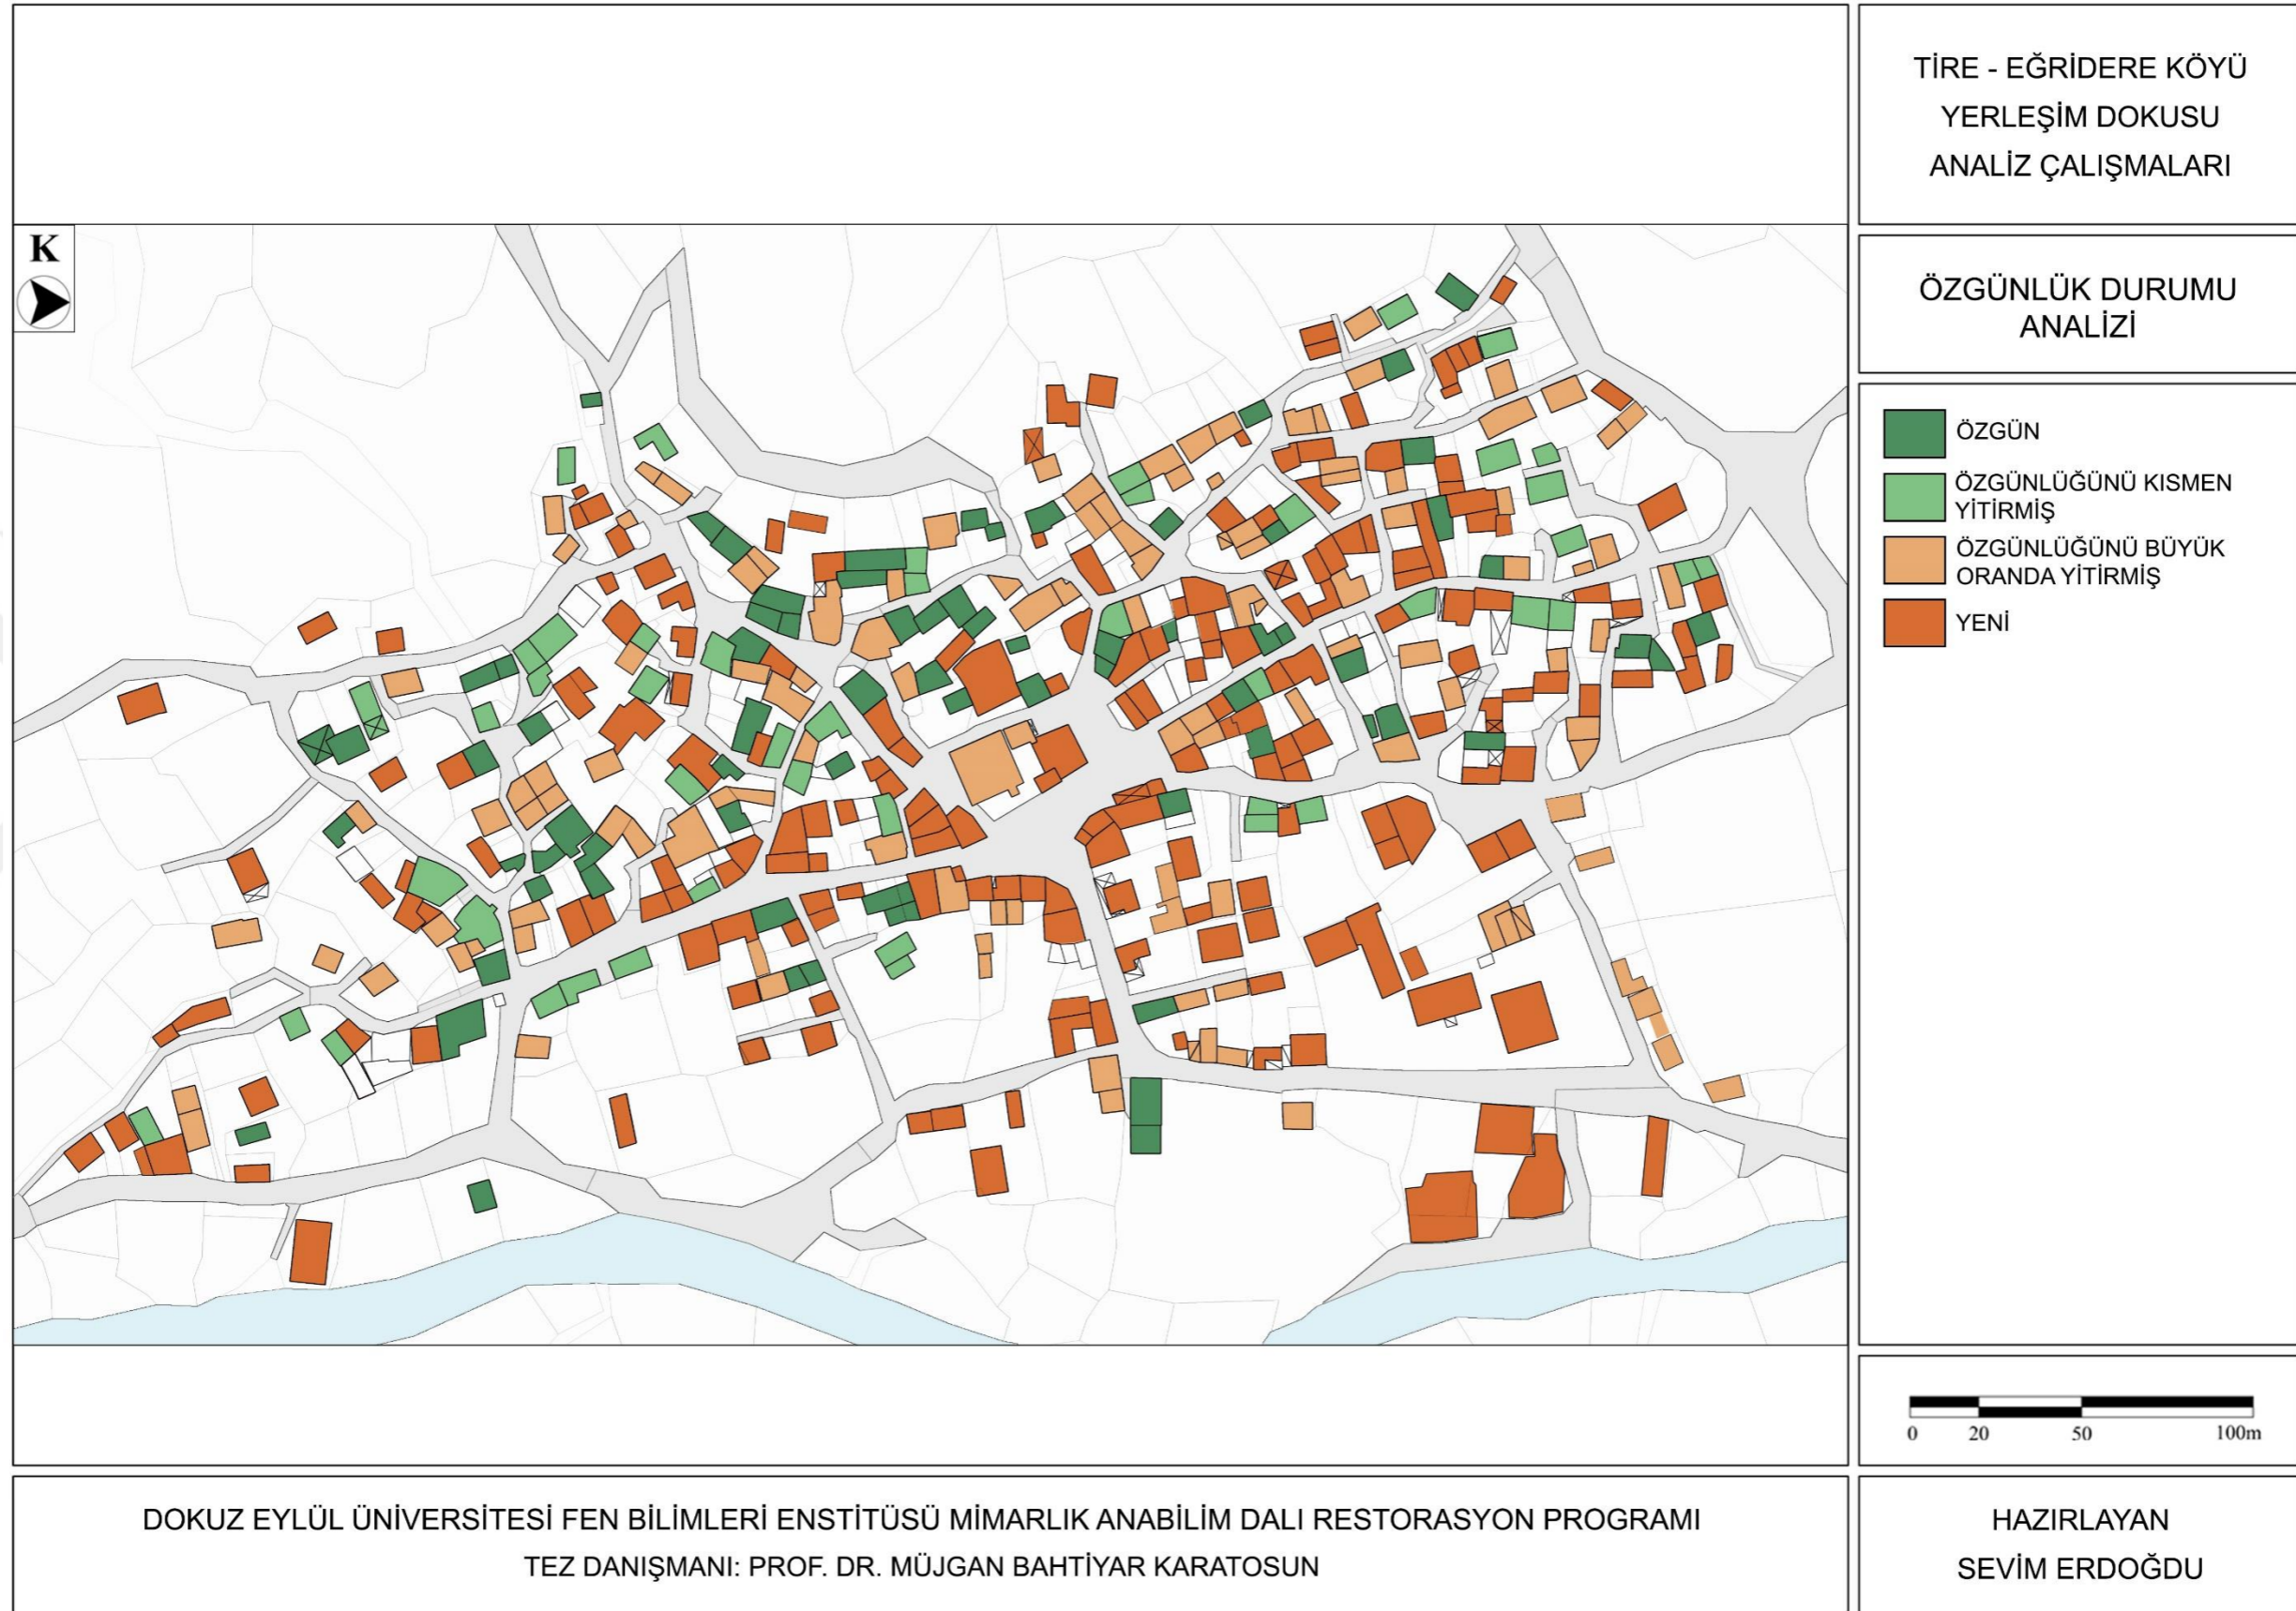 TİRE - EĞRİDERE KÖYÜ
YERLEŞİM DOKUSU
ANALİZ ÇALIŞMALARI
K
ÖZGÜNLÜK DURUMU
ANALİZİ
ÖZGÜN
ÖZGÜNLÜĞÜNÜ KISMEN
YİTİRMİŞ
ÖZGÜNLÜĞÜNÜ BÜYÜK
ORANDA YİTİRMİŞ
YENİ
0 20 50 100m
DOKUZ EYLÜL ÜNİVERSİTESİ FEN BİLİMLERİ ENSTİTÜSÜ MİMARLIK ANABİLİM DALI RESTORASYON PROGRAMI
TEZ DANIŞMANI: PROF. DR. MÜJGAN BAHTİYAR KARATOSUN
HAZIRLAYAN
SEVİM ERDOĞDU